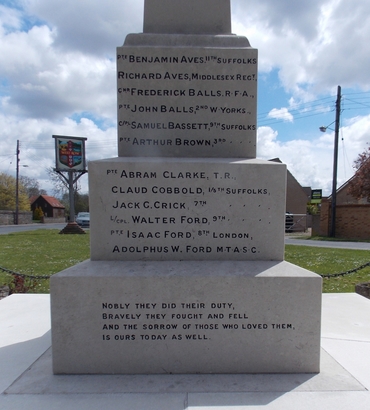 PTE BENJAMIN AVES, 11TH SUFFOLKS
RICHARD AVES, MIDDLESEX REGT.
GNR FREDERICK BALLS, R.F.A.,
PTE JOHN BALLS, 2ND W. YORKS.,
C/PL SAMUEL BASSETT, 9TH SUFFOLKS
PTE ARTHUR BROWN, 3RD . . .
PTE ABRAM CLARKE, T.R.,
CLAUD COBBOLD, 1/4TH SUFFOLKS,
JACK G. CRICK, 7TH . . . .
L/CPL WALTER FORD, 9TH . . . .
PTE ISAAC FORD, 8TH LONDON,
ADOLPHUS W. FORD M.T.A.S.C.
NOBLY THEY DID THEIR DUTY,
BRAVELY THEY FOUGHT AND FELL
AND THE SORROW OF THOSE WHO LOVED THEM,
IS OURS TODAY AS WELL.